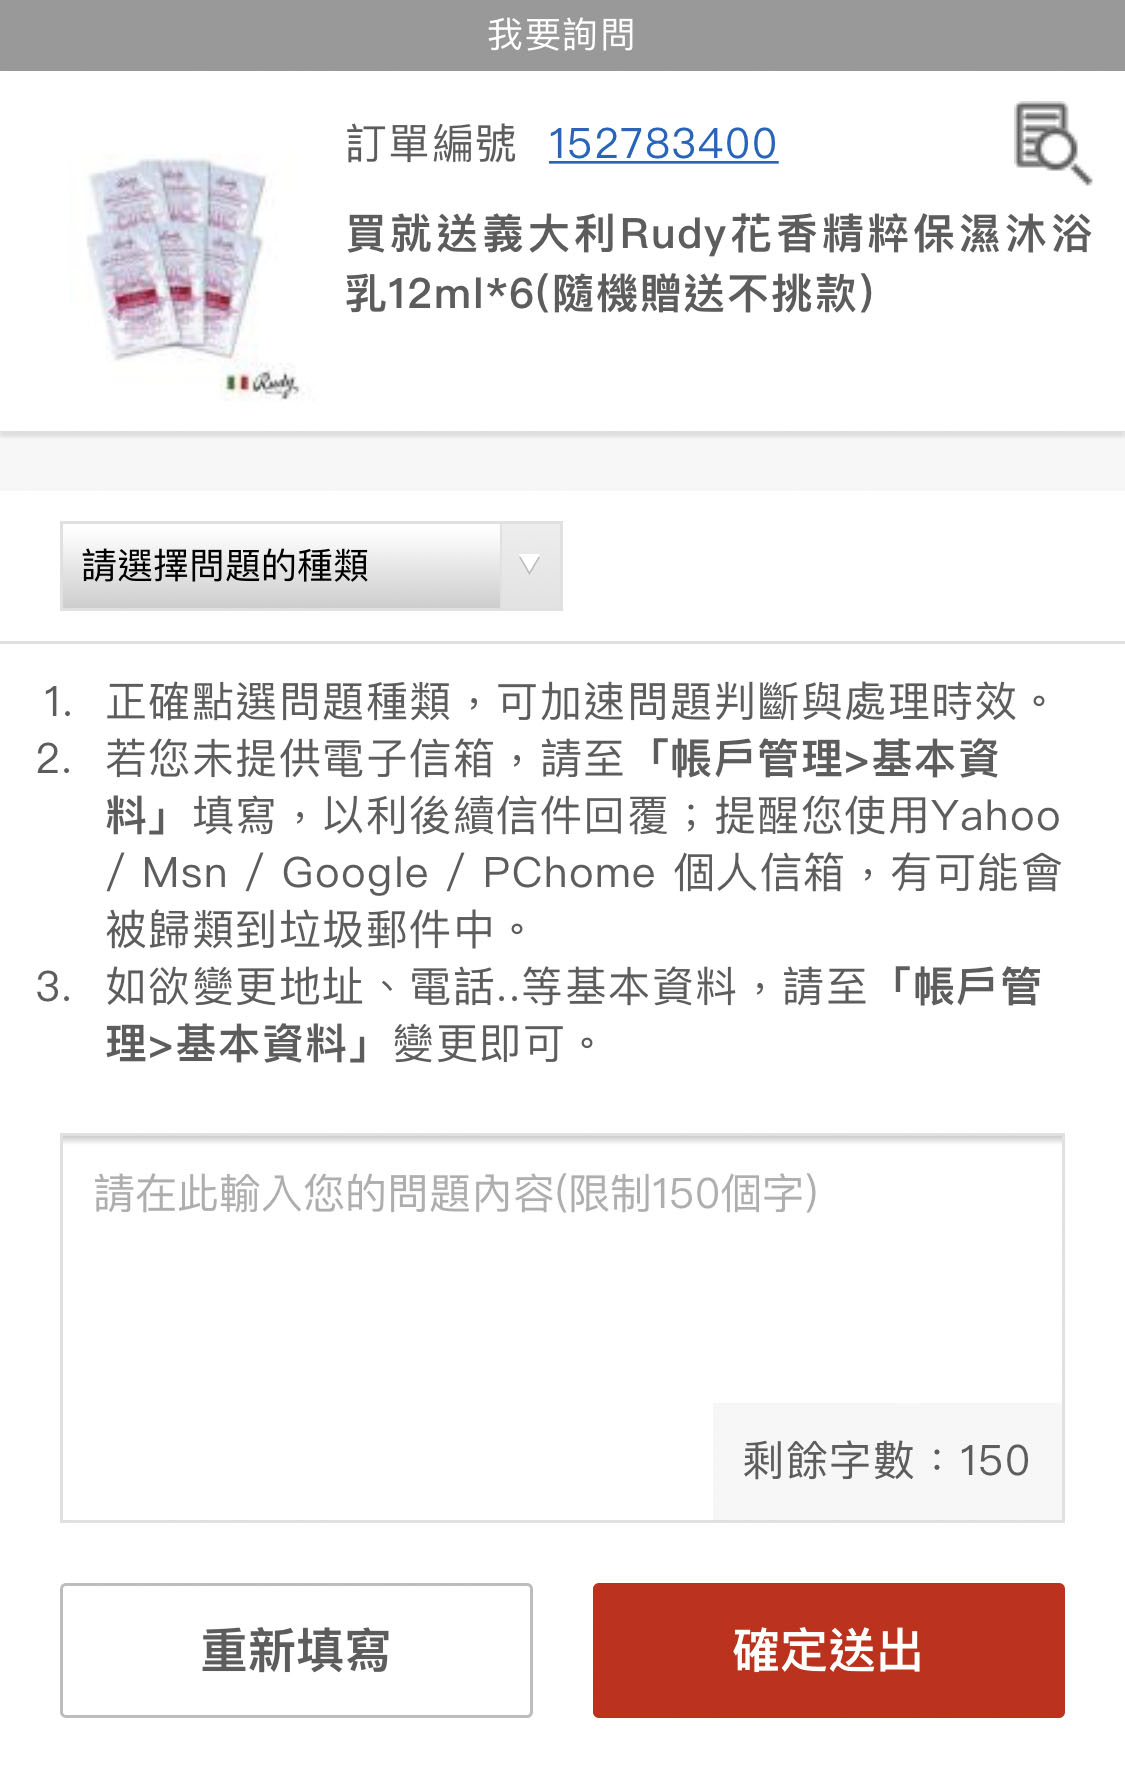 我要詢問
訂單編號 152783400
買就送義大利Rudy花香精粹保濕沐浴
乳12ml*6(隨機贈送不挑款)
Rudy
請選擇問題的種類
1. 正確點選問題種類，可加速問題判斷與處理時效。
2. 若您未提供電子信箱，請至「帳戶管理>基本資
料」填寫，以利後續信件回覆；提醒您使用Yahoo
/ Msn / Google / PChome 個人信箱，有可能會
被歸類到垃圾郵件中。
3. 如欲變更地址、電話..等基本資料，請至「帳戶管
理>基本資料」變更即可。
請在此輸入您的問題內容(限制150個字)
剩餘字數：150
重新填寫
確定送出